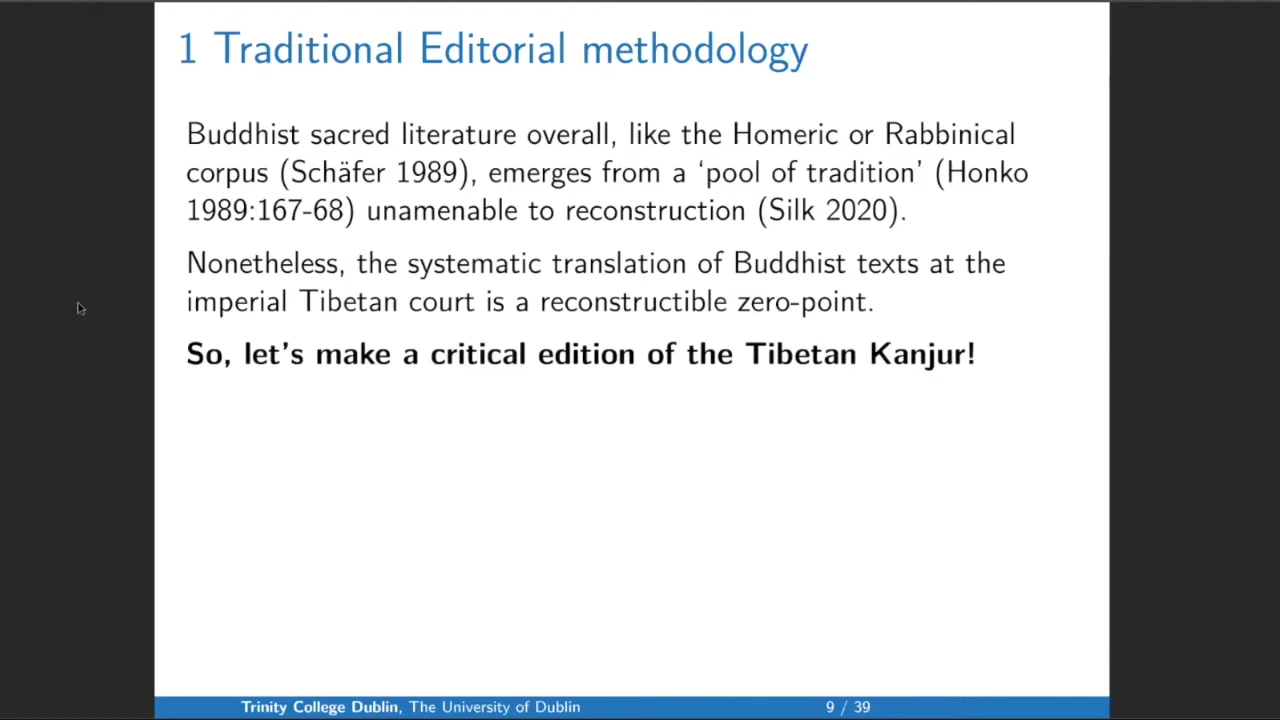 1 Traditional Editorial methodology
Buddhist sacred literature overall, like the Homeric or Rabbinical
corpus (Schäfer 1989), emerges from a ‘pool of tradition’ (Honko
1989:167-68) unamenable to reconstruction (Silk 2020).
Nonetheless, the systematic translation of Buddhist texts at the
imperial Tibetan court is a reconstructible zero-point.
So, let’s make a critical edition of the Tibetan Kanjur!
Trinity College Dublin, The University of Dublin 9 / 39